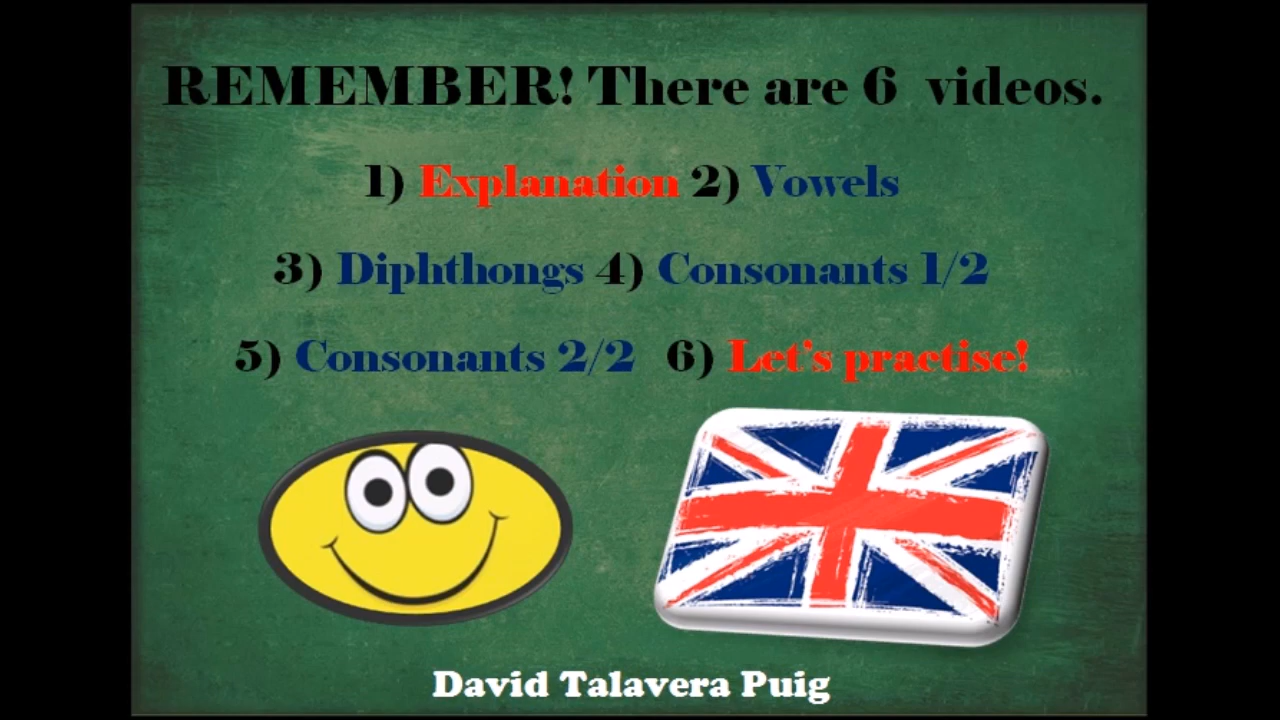 REMEMBER! There are 6 videos.
1) Explanation 2) Vowels
3) Diphthongs 4) Consonants 1/2
5) Consonants 2/2 6) Let's practise!
David Talavera Puig